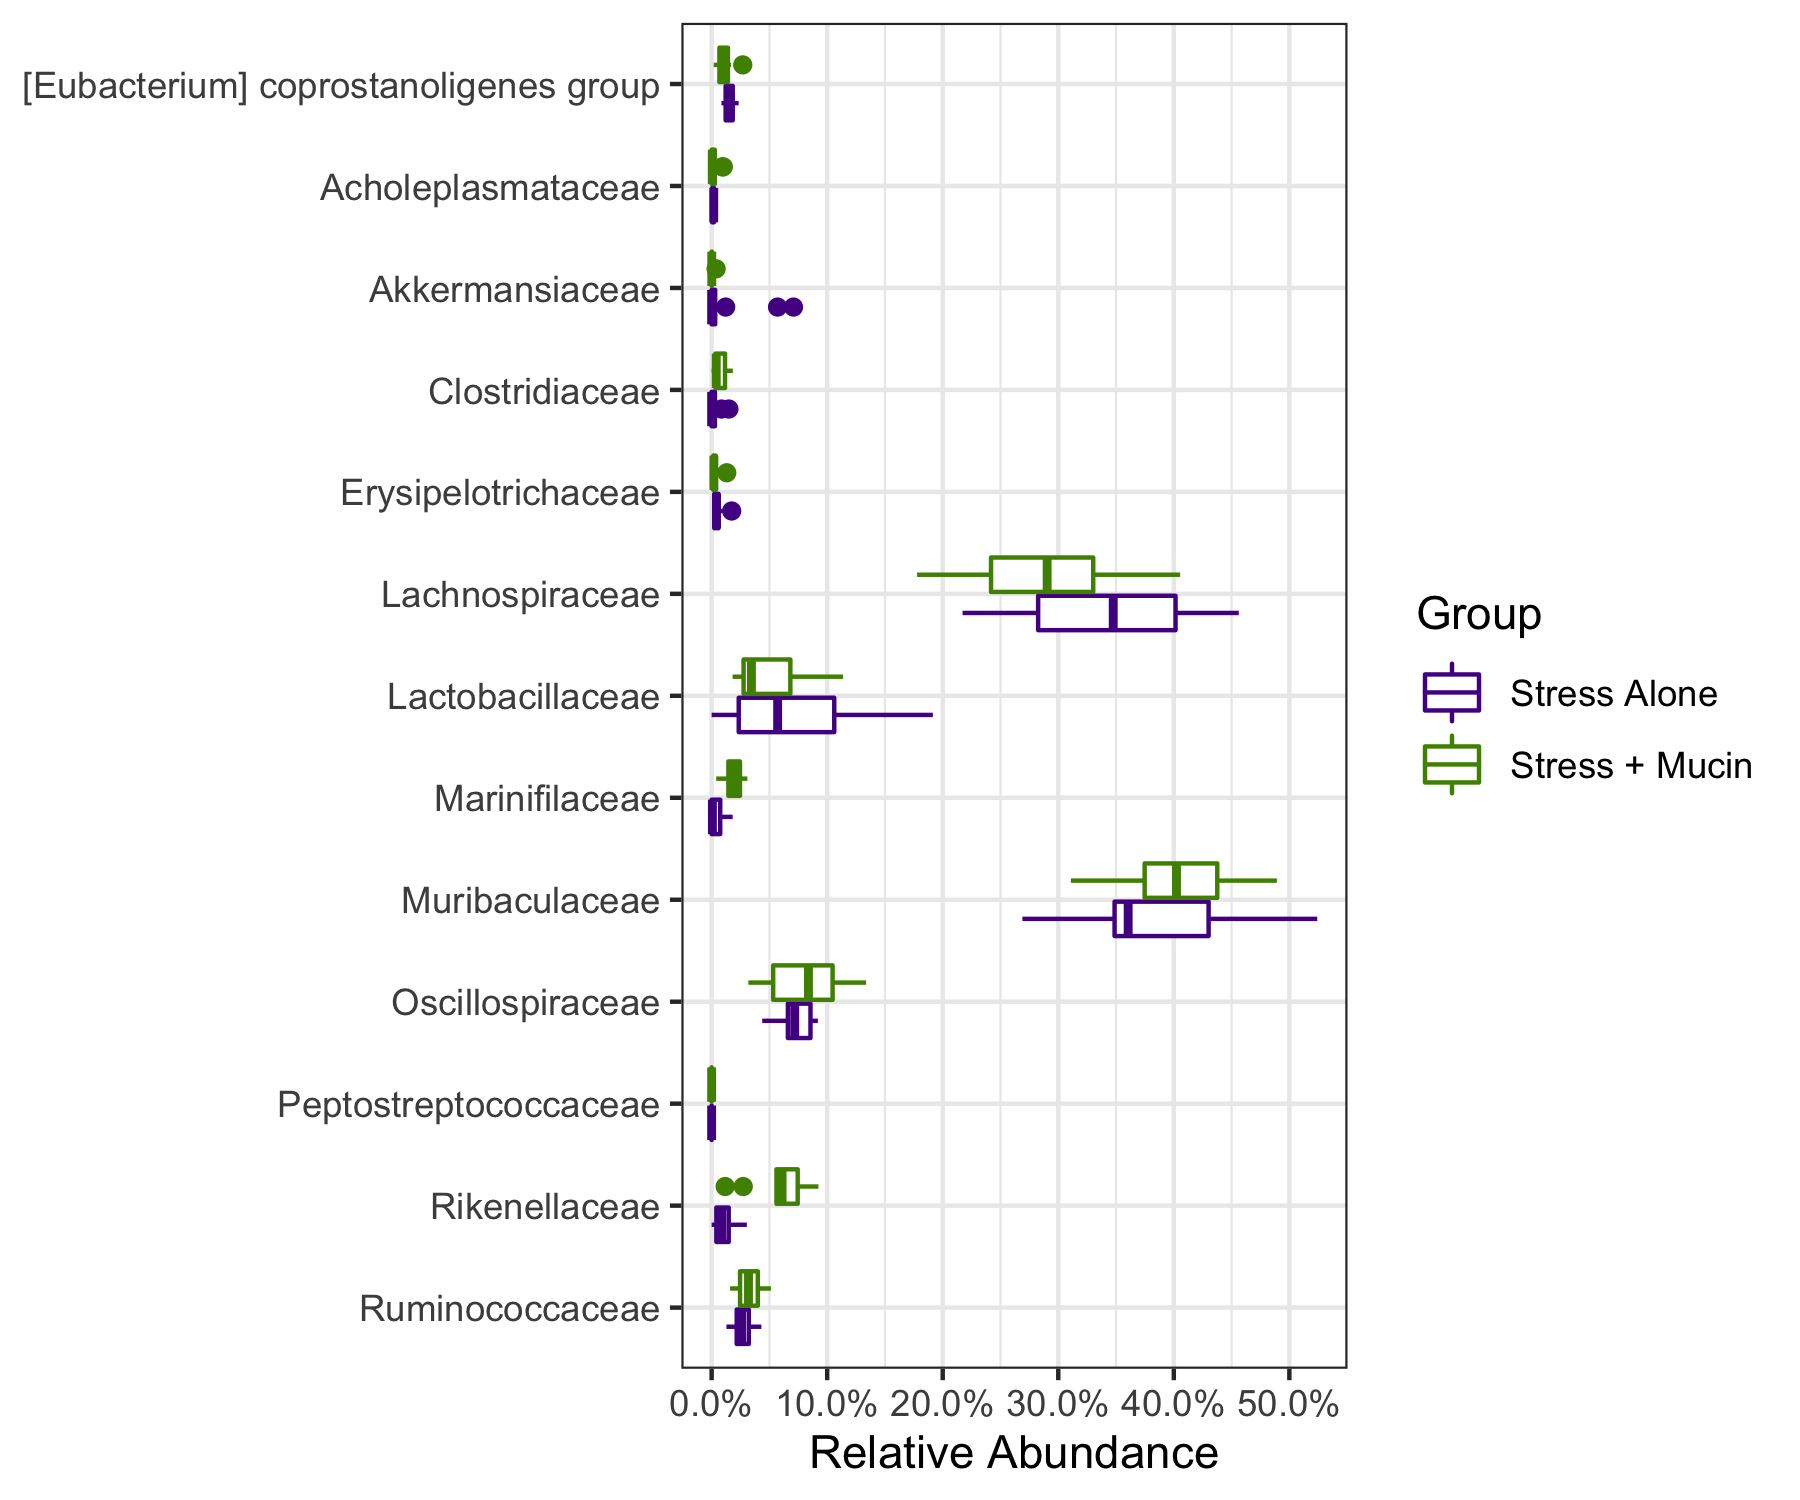 [Eubacterium] coprostanoligenes group
Acholeplasmataceae
Akkermansiaceae
Clostridiaceae
Erysipelotrichaceae
Lachnospiraceae
Lactobacillaceae
Marinifilaceae
Muribaculaceae
Oscillospiraceae
Peptostreptococcaceae
Rikenellaceae
Ruminococcaceae
0.0% 10.0% 20.0% 30.0% 40.0% 50.0%
Relative Abundance
Group
Stress Alone
Stress + Mucin